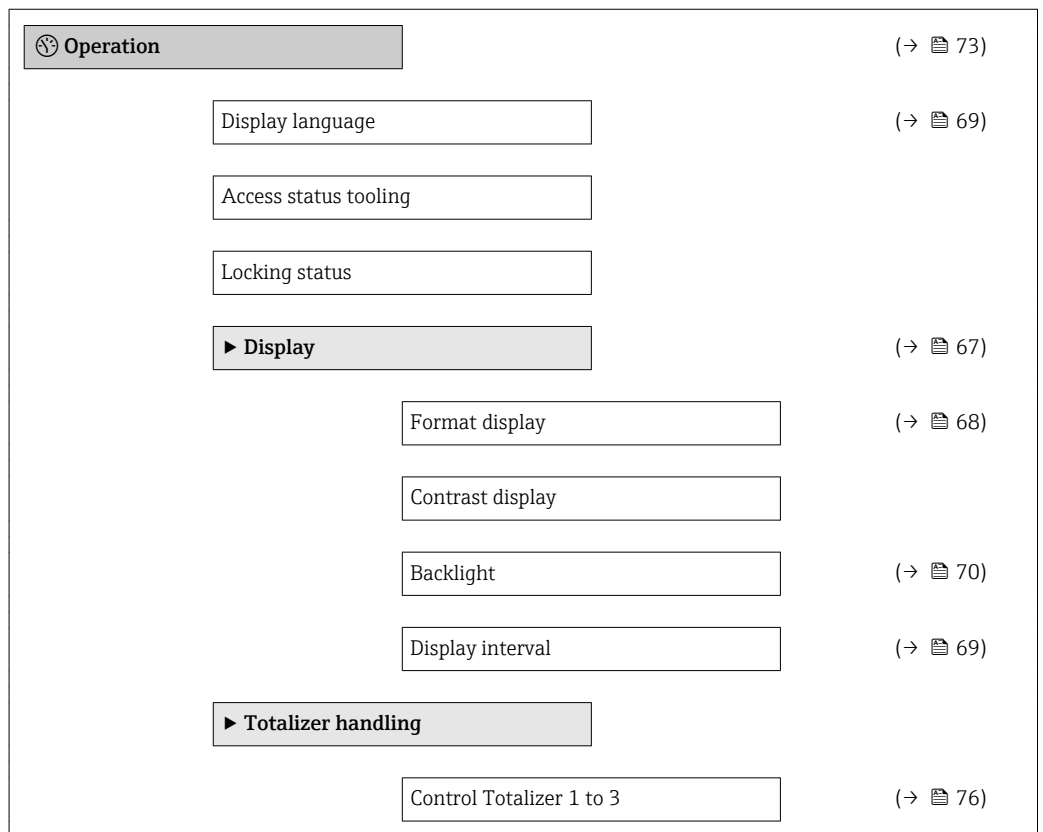 Operation (→ 73)
Display language (→ 69)
Access status tooling
Locking status
► Display (→ 67)
Format display (→ 68)
Contrast display
Backlight (→ 70)
Display interval (→ 69)
► Totalizer handling
Control Totalizer 1 to 3 (→ 76)